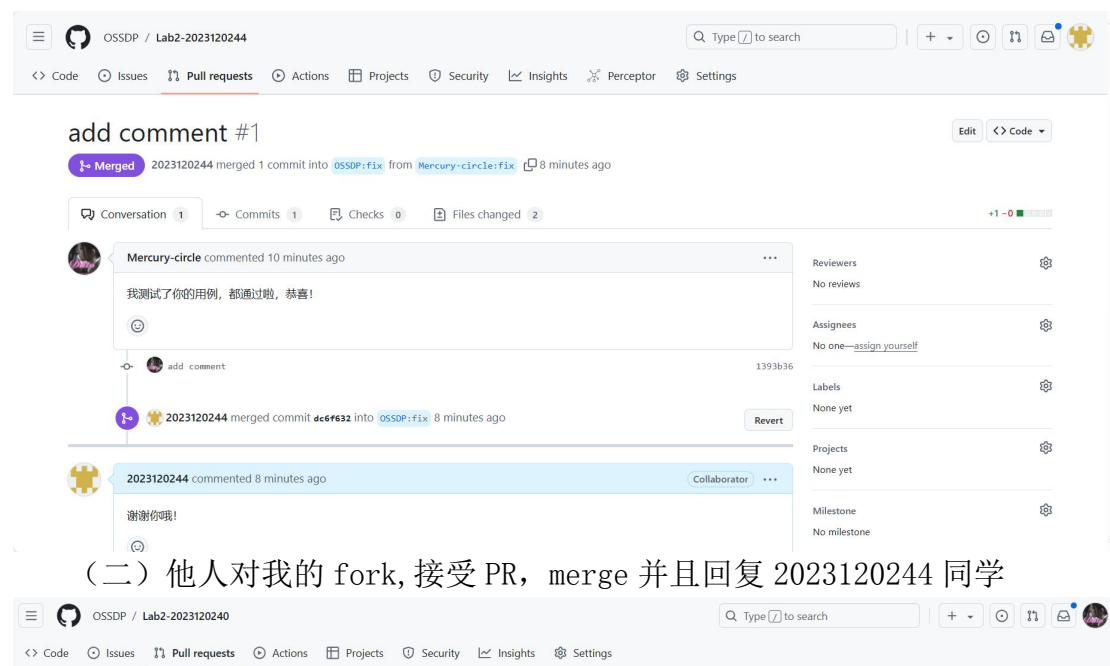 OSSDP / Lab2-2023120244
Type / to search
Code Issues Pull requests Actions Projects Security Insights Perceptor Settings
add comment #1
Edit <> Code
Merged 2023120244 merged 1 commit into OSSDP:fix from Mercury-circle:fix 8 minutes ago
Conversation 1 Commits 1 Checks 0 Files changed 2 +1 −0
Mercury-circle commented 10 minutes ago
我测试了你的用例，都通过啦，恭喜！
add comment 1393b36
2023120244 merged commit dc6f632 into OSSDP:fix 8 minutes ago Revert
2023120244 commented 8 minutes ago Collaborator
谢谢你哦！
Reviewers
No reviews
Assignees
No one—assign yourself
Labels
None yet
Projects
None yet
Milestone
No milestone
（二）他人对我的 fork,接受 PR，merge 并且回复 2023120244 同学
OSSDP / Lab2-2023120240
Type / to search
Code Issues Pull requests Actions Projects Security Insights Settings